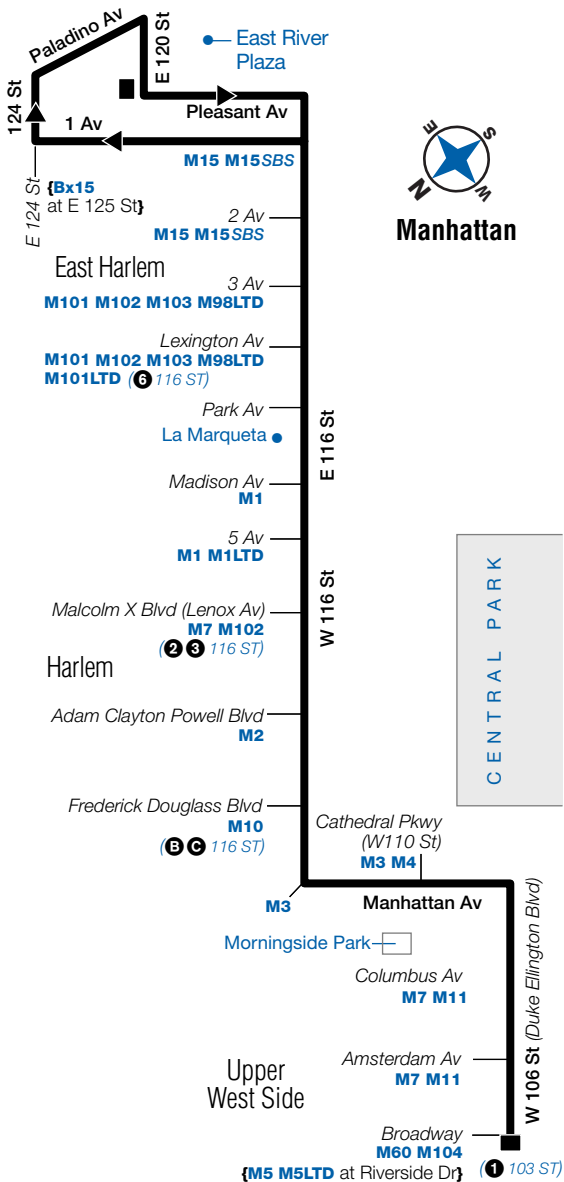 Paladino Av
E 120 St
East River
Plaza
124 St
1 Av
Pleasant Av
M15 M15SBS
E 124 St
{Bx15
at E 125 St}
E
S
N
W
Manhattan
2 Av
M15 M15SBS
East Harlem
3 Av
M101 M102 M103 M98LTD
Lexington Av
M101 M102 M103 M98LTD
M101LTD (6 116 ST)
Park Av
La Marqueta
E 116 St
Madison Av
M1
5 Av
M1 M1LTD
W 116 St
CENTRAL PARK
Malcolm X Blvd (Lenox Av)
M7 M102
(2 3 116 ST)
Harlem
Adam Clayton Powell Blvd
M2
Frederick Douglass Blvd
M10
(B C 116 ST)
Cathedral Pkwy
(W110 St)
M3 M4
M3
Manhattan Av
Morningside Park
Columbus Av
M7 M11
W 106 St (Duke Ellington Blvd)
Amsterdam Av
M7 M11
Upper
West Side
Broadway
M60 M104
{M5 M5LTD at Riverside Dr}
(1 103 ST)